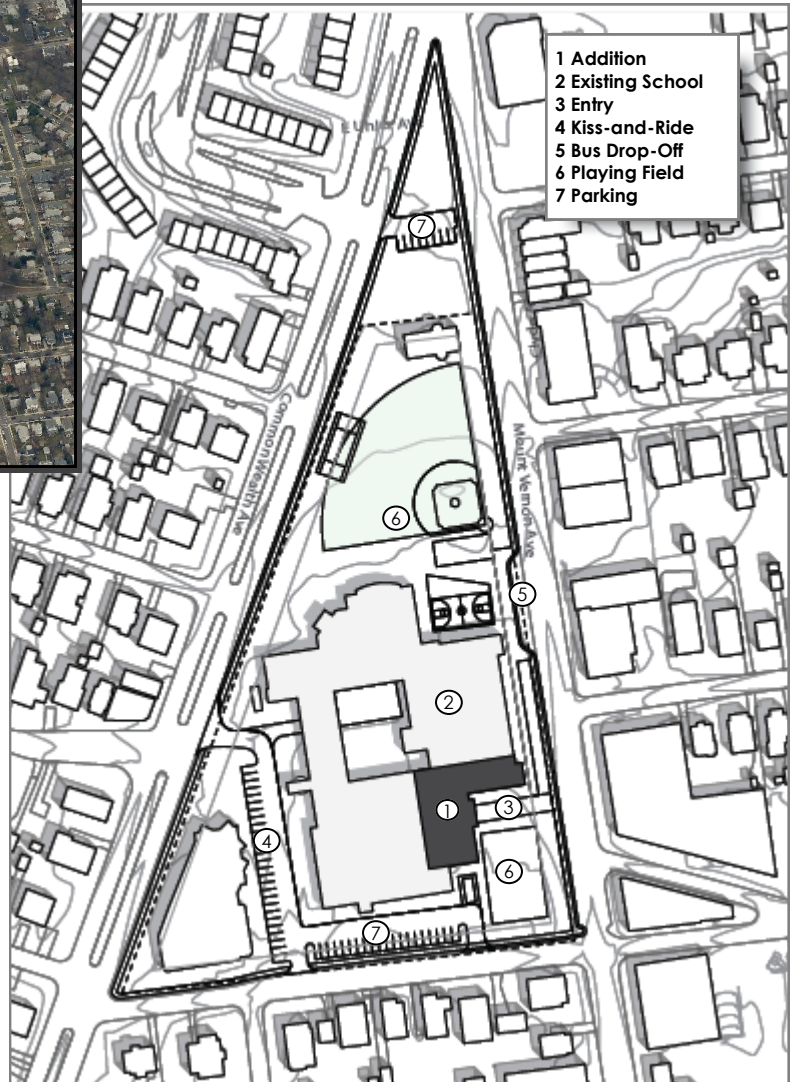 1 Addition
2 Existing School
3 Entry
4 Kiss-and-Ride
5 Bus Drop-Off
6 Playing Field
7 Parking
7
CommonWealth Ave
Mount Vernon Ave
6
5
2
1
3
4
6
7